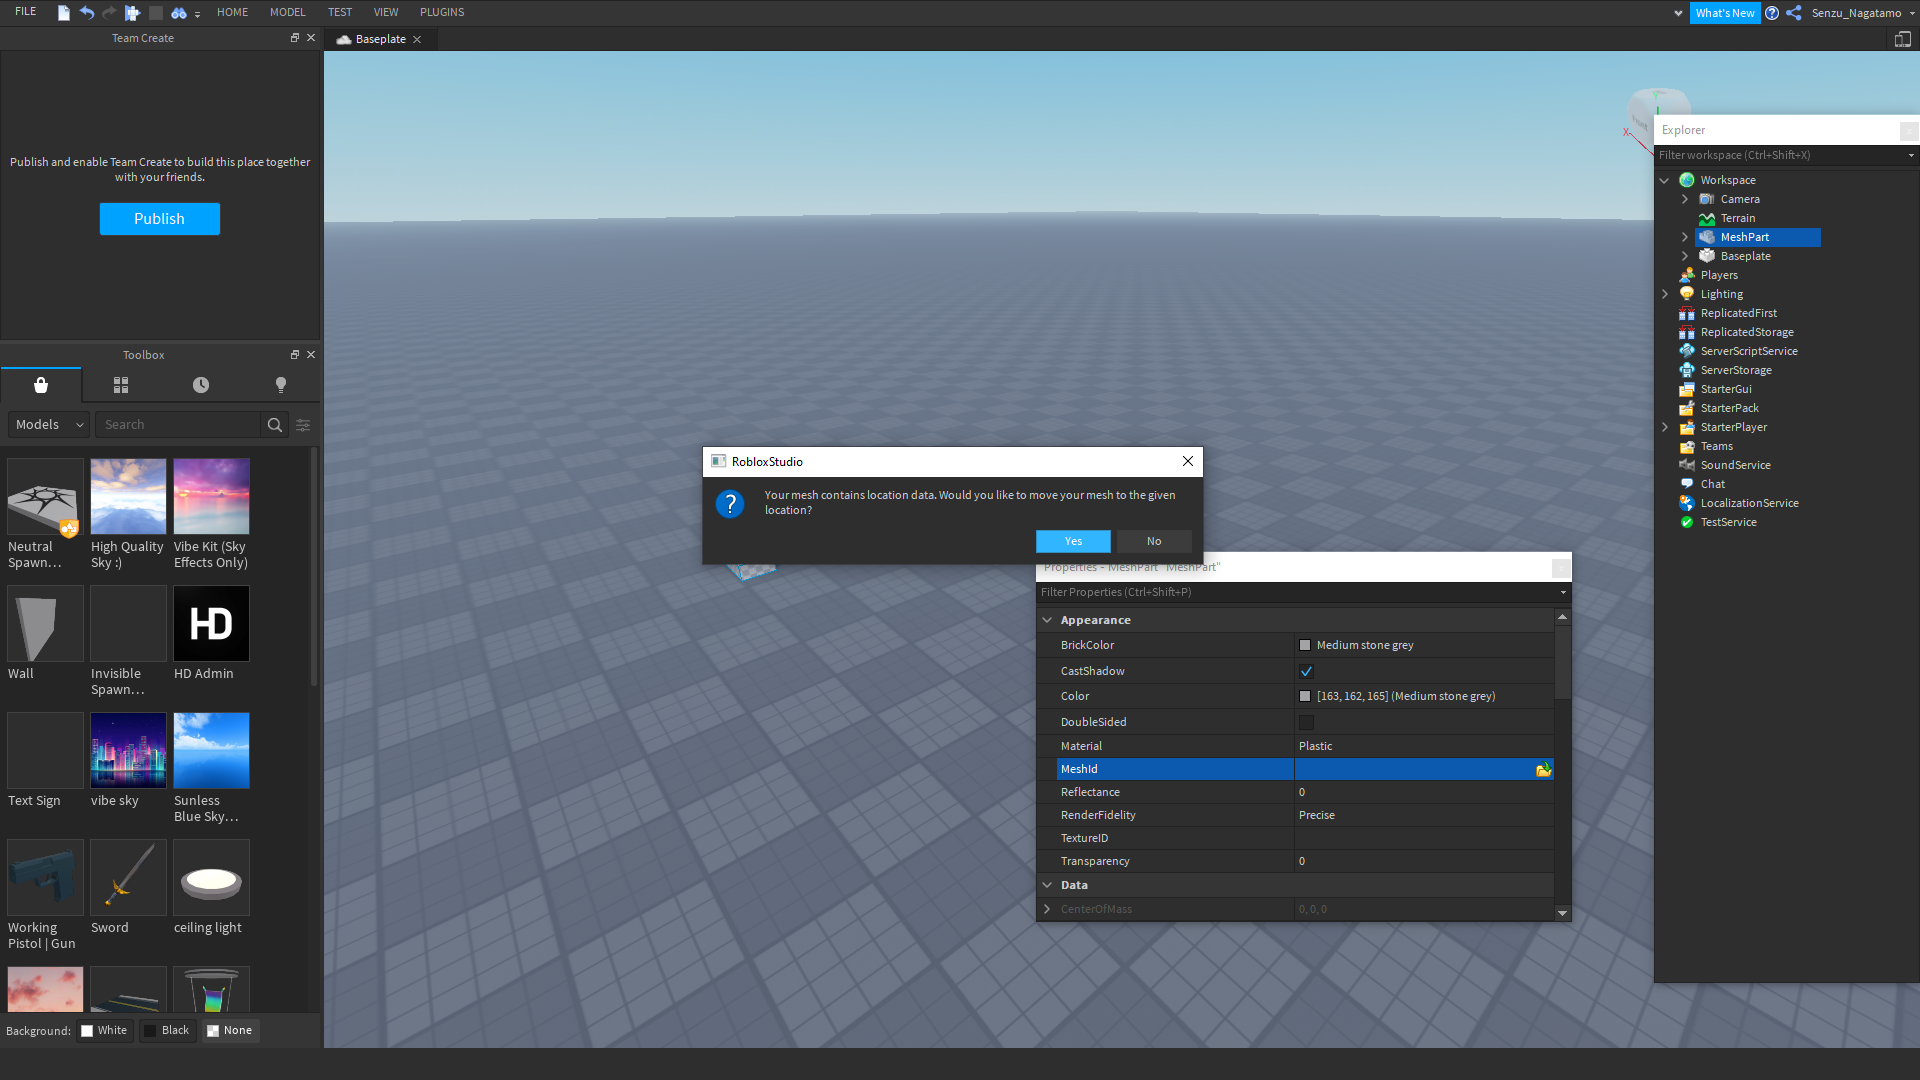 FILE
HOME
MODEL
TEST
VIEW
PLUGINS
What's New
Senzu_Nagatamo
Team Create
Baseplate
Publish and enable Team Create to build this place together
with your friends.
Publish
Toolbox
Models
Search
Neutral
Spawn...
High Quality
Sky :)
Vibe Kit (Sky
Effects Only)
Wall
Invisible
Spawn...
HD
HD Admin
Text Sign
vibe sky
Sunless
Blue Sky...
Working
Pistol | Gun
Sword
ceiling light
Background:
White
Black
None
RobloxStudio
Your mesh contains location data. Would you like to move your mesh to the given
location?
Yes
No
Properties - MeshPart "MeshPart"
Filter Properties (Ctrl+Shift+P)
Appearance
BrickColor
Medium stone grey
CastShadow
Color
[163, 162, 165] (Medium stone grey)
DoubleSided
Material
Plastic
MeshId
Reflectance
0
RenderFidelity
Precise
TextureID
Transparency
0
Data
CenterOfMass
0, 0, 0
X
Y
Explorer
Filter workspace (Ctrl+Shift+X)
Workspace
Camera
Terrain
MeshPart
Baseplate
Players
Lighting
ReplicatedFirst
ReplicatedStorage
ServerScriptService
ServerStorage
StarterGui
StarterPack
StarterPlayer
Teams
SoundService
Chat
LocalizationService
TestService